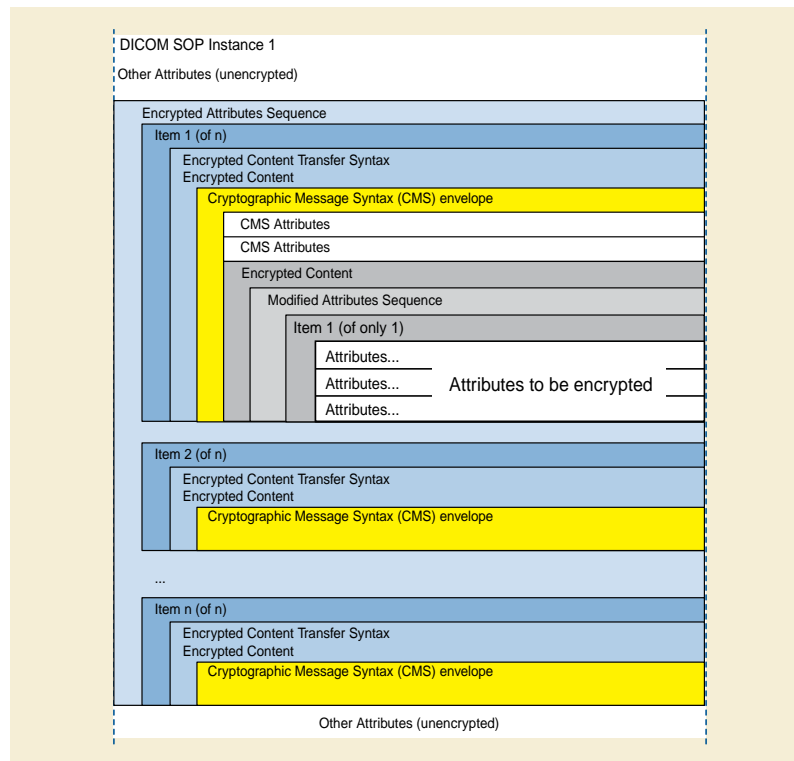 DICOM SOP Instance 1
Other Attributes (unencrypted)
Encrypted Attributes Sequence
Item 1 (of n)
Encrypted Content Transfer Syntax
Encrypted Content
Cryptographic Message Syntax (CMS) envelope
CMS Attributes
CMS Attributes
Encrypted Content
Modified Attributes Sequence
Item 1 (of only 1)
Attributes...
Attributes...
Attributes to be encrypted
Attributes...
Item 2 (of n)
Encrypted Content Transfer Syntax
Encrypted Content
Cryptographic Message Syntax (CMS) envelope
...
Item n (of n)
Encrypted Content Transfer Syntax
Encrypted Content
Cryptographic Message Syntax (CMS) envelope
Other Attributes (unencrypted)